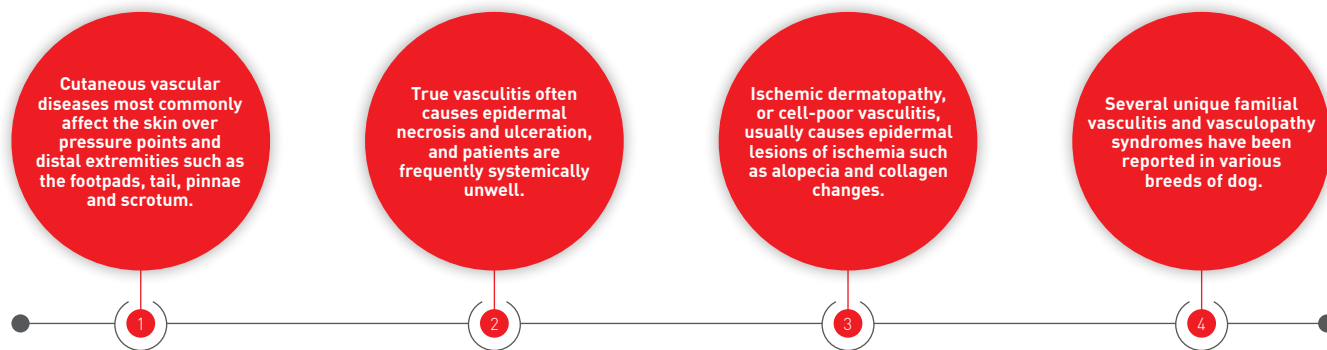 Cutaneous vascular
diseases most commonly
affect the skin over
pressure points and
distal extremities such as
the footpads, tail, pinnae
and scrotum.
True vasculitis often
causes epidermal
necrosis and ulceration,
and patients are
frequently systemically
unwell.
Ischemic dermatopathy,
or cell-poor vasculitis,
usually causes epidermal
lesions of ischemia such
as alopecia and collagen
changes.
Several unique familial
vasculitis and vasculopathy
syndromes have been
reported in various
breeds of dog.
1
2
3
4